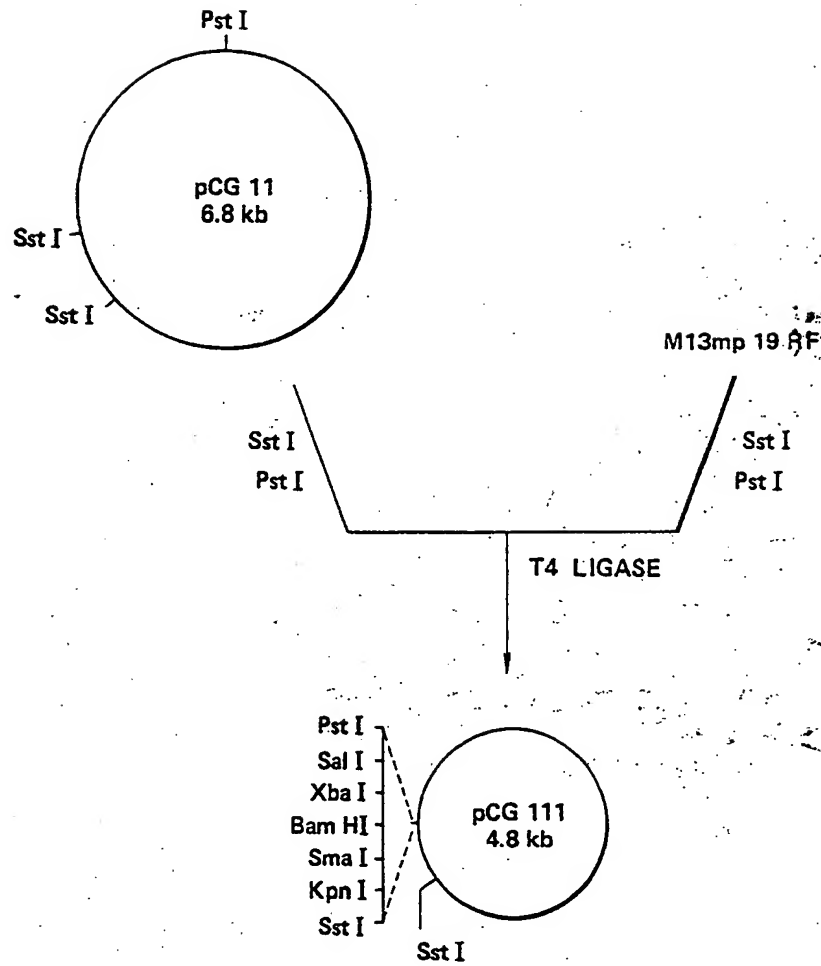 Pst I
pCG 11
6.8 kb
Sst I
Sst I
M13mp 19 RF
Sst I
Pst I
Sst I
Pst I
T4 LIGASE
Pst I
Sal I
Xba I
Bam HI
Sma I
Kpn I
Sst I
pCG 111
4.8 kb
Sst I